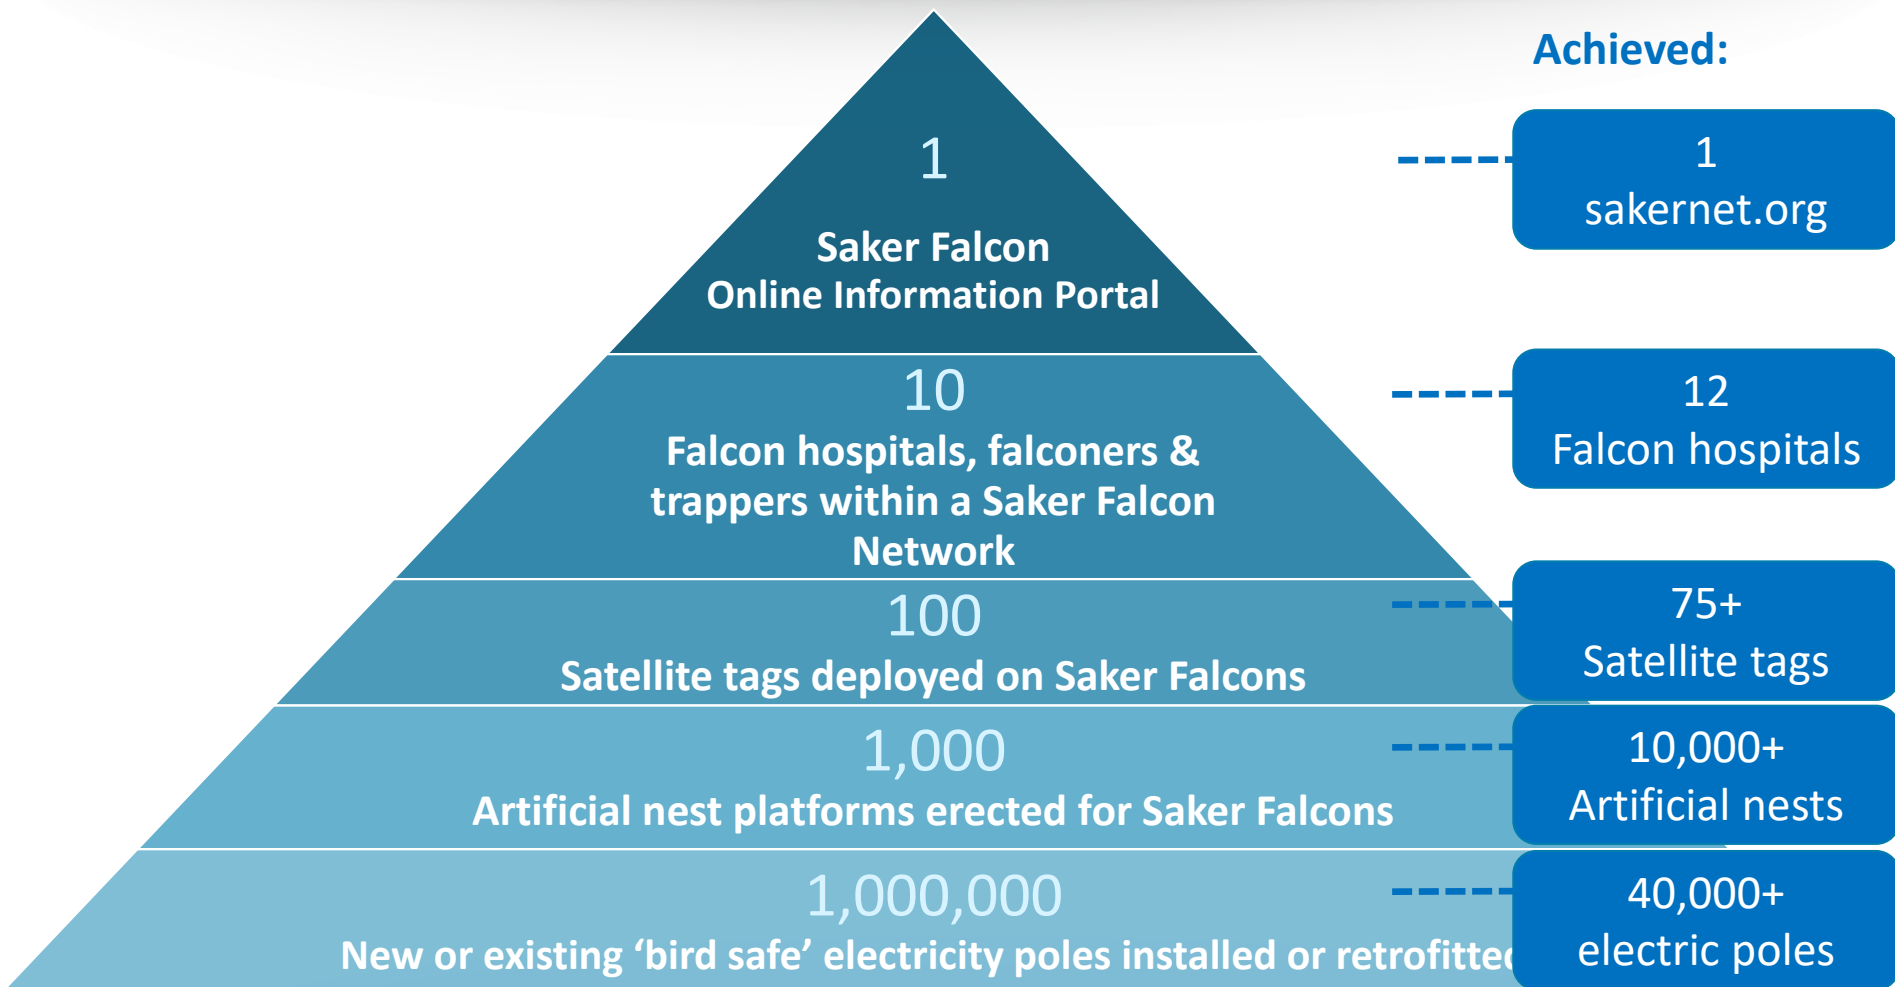 Achieved:
1
Saker Falcon
Online Information Portal
1
sakernet.org
10
Falcon hospitals, falconers &
trappers within a Saker Falcon
Network
12
Falcon hospitals
100
Satellite tags deployed on Saker Falcons
75+
Satellite tags
1,000
Artificial nest platforms erected for Saker Falcons
10,000+
Artificial nests
1,000,000
New or existing ‘bird safe’ electricity poles installed or retrofitted
40,000+
electric poles